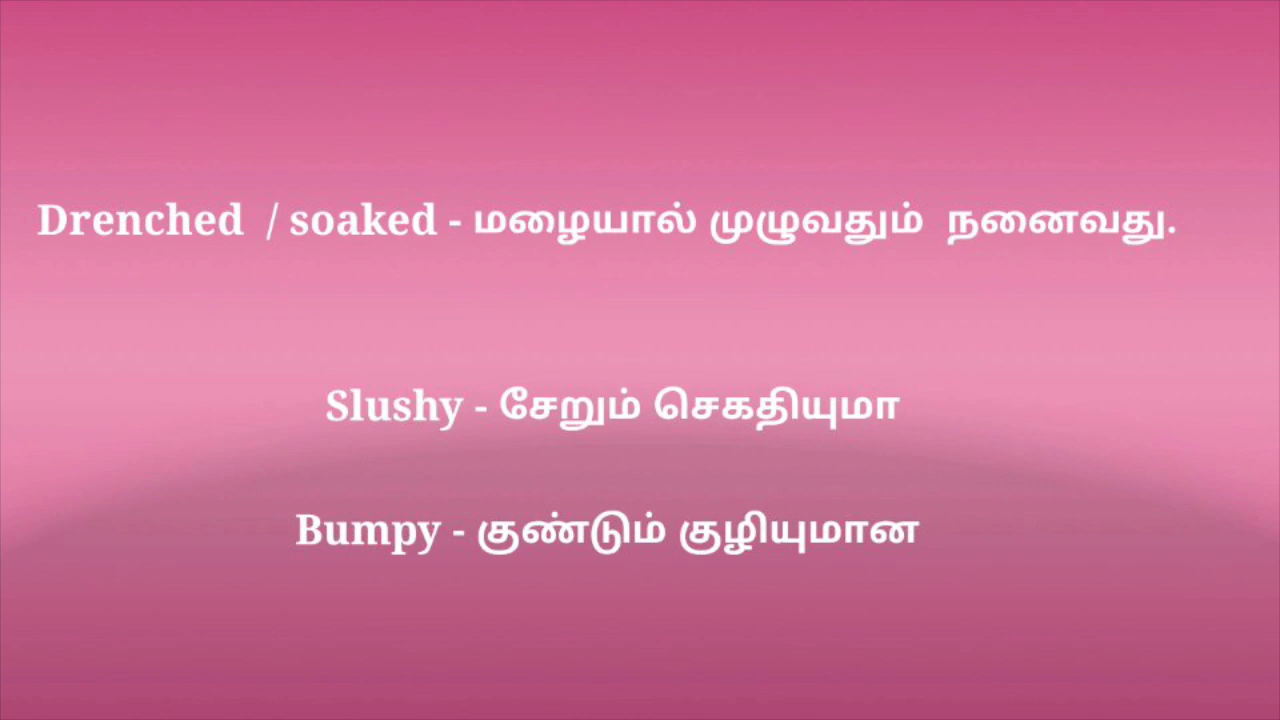 Drenched / soaked - மழையால் முழுவதும் நனைவது.
Slushy - சேறும் செகதியுமா
Bumpy - குண்டும் குழியுமான